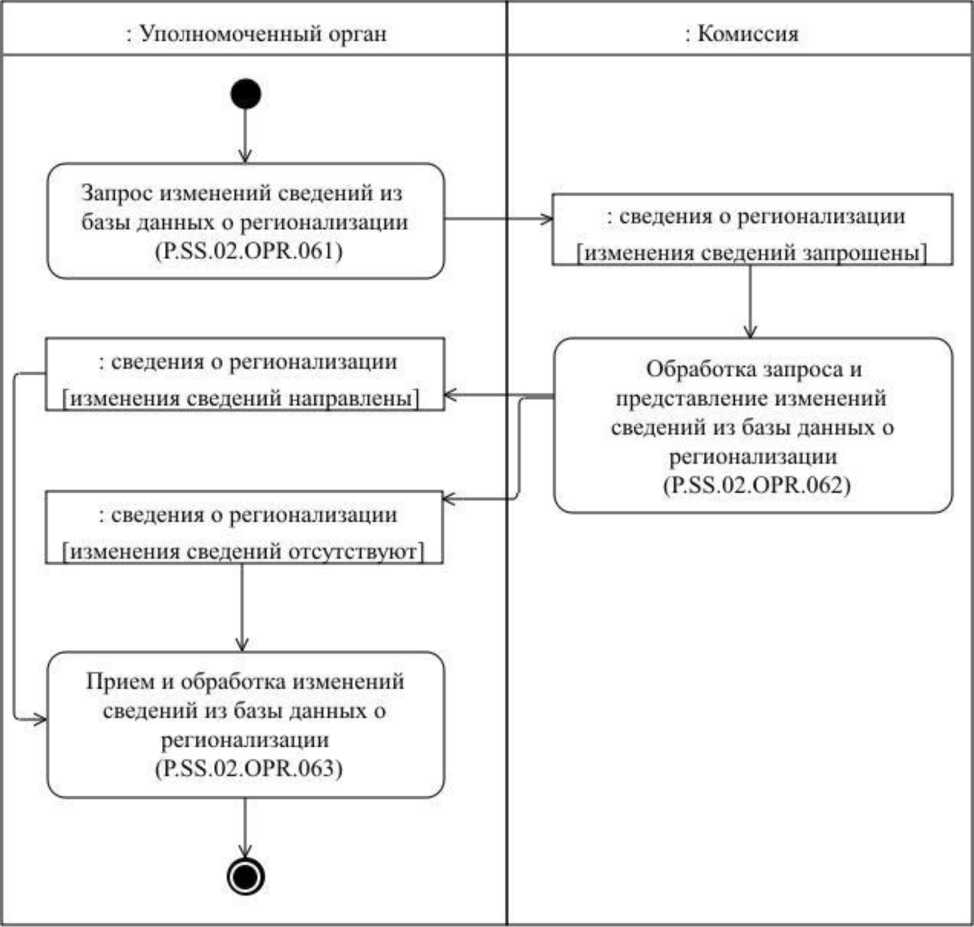 : Уполномоченный орган
: Комиссия
Запрос изменений сведений из
базы данных о регионализации
(P.SS.02.OPR.061)
: сведения о регионализации
[изменения сведений запрошены]
: сведения о регионализации
[изменения сведений направлены]
Обработка запроса и
представление изменений
сведений из базы данных о
регионализации
(P.SS.02.OPR.062)
: сведения о регионализации
[изменения сведений отсутствуют]
Прием и обработка изменений
сведений из базы данных о
регионализации
(P.SS.02.OPR.063)